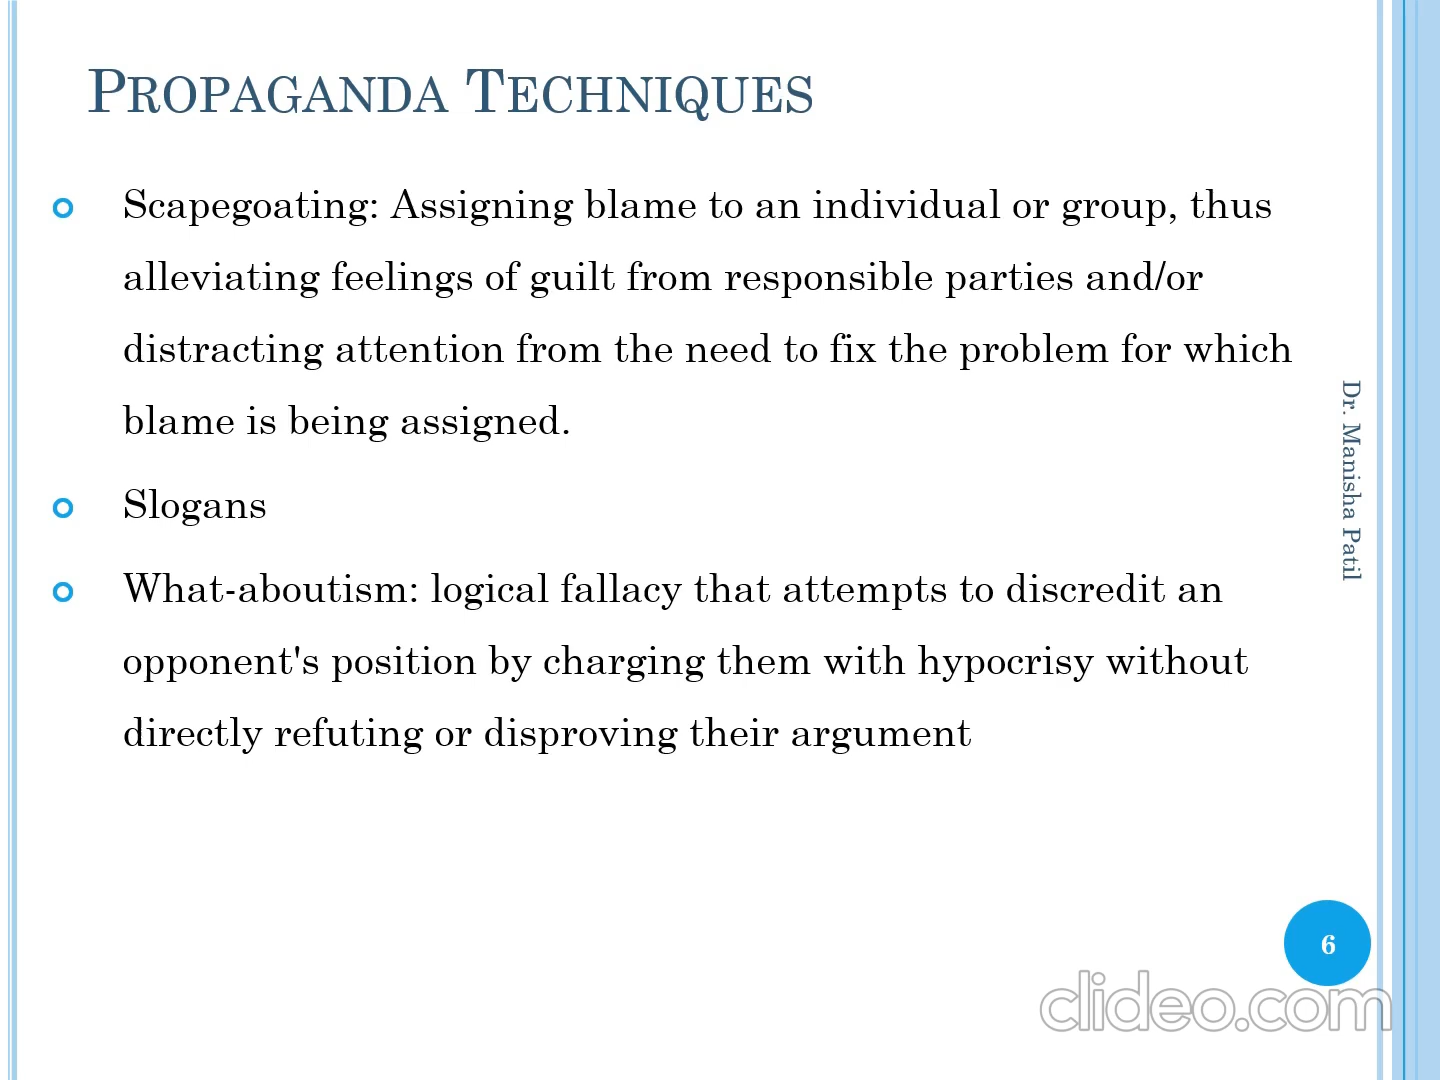 PROPAGANDA TECHNIQUES
Scapegoating: Assigning blame to an individual or group, thus
alleviating feelings of guilt from responsible parties and/or
distracting attention from the need to fix the problem for which
blame is being assigned.
Slogans
What-aboutism: logical fallacy that attempts to discredit an
opponent's position by charging them with hypocrisy without
directly refuting or disproving their argument
Dr. Manisha Patil
6
clideo.com